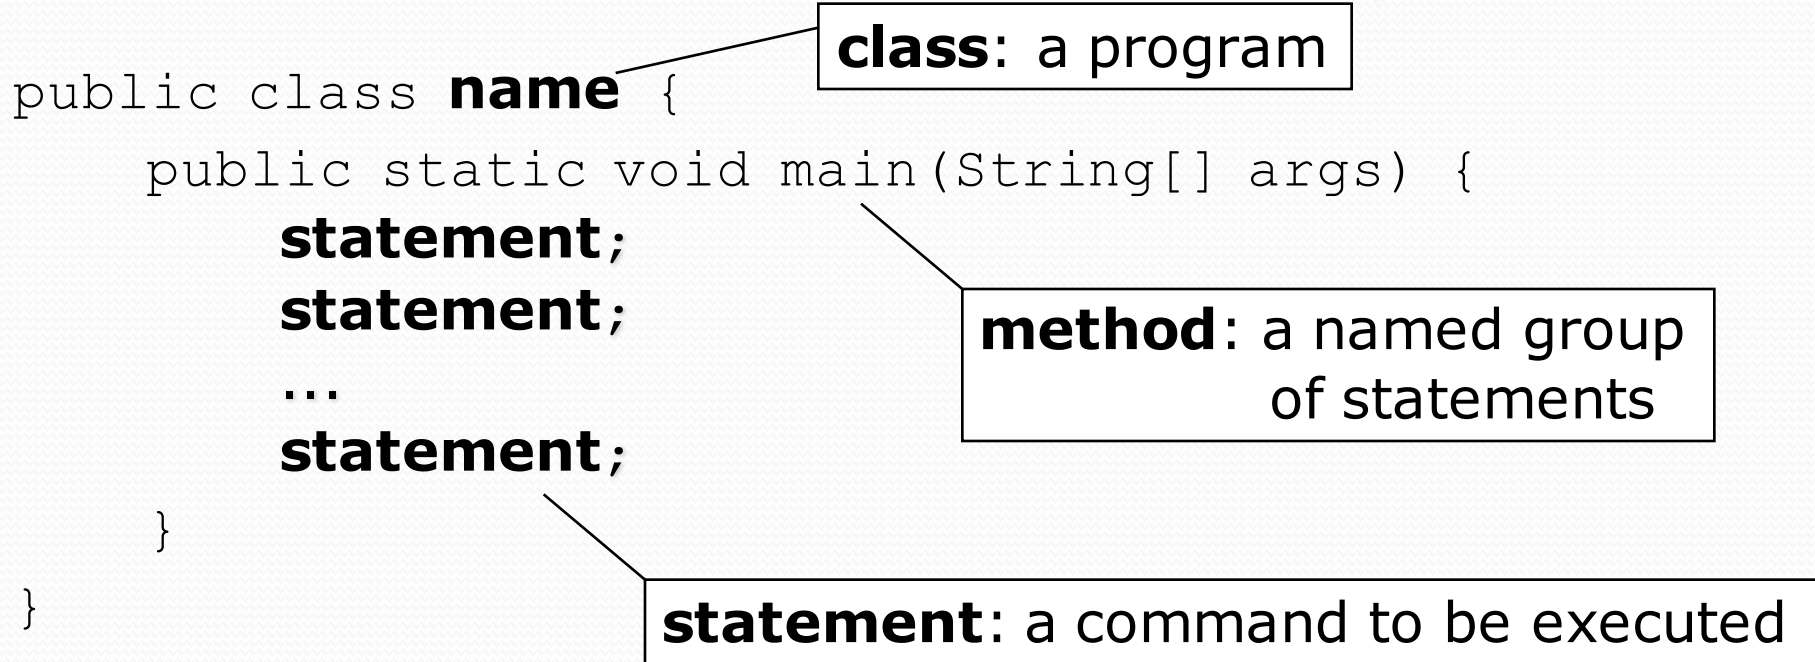 class: a program
public class name {
public static void main(String[] args) {
statement;
statement;
method: a named group
of statements
...
statement;
}
}
statement: a command to be executed